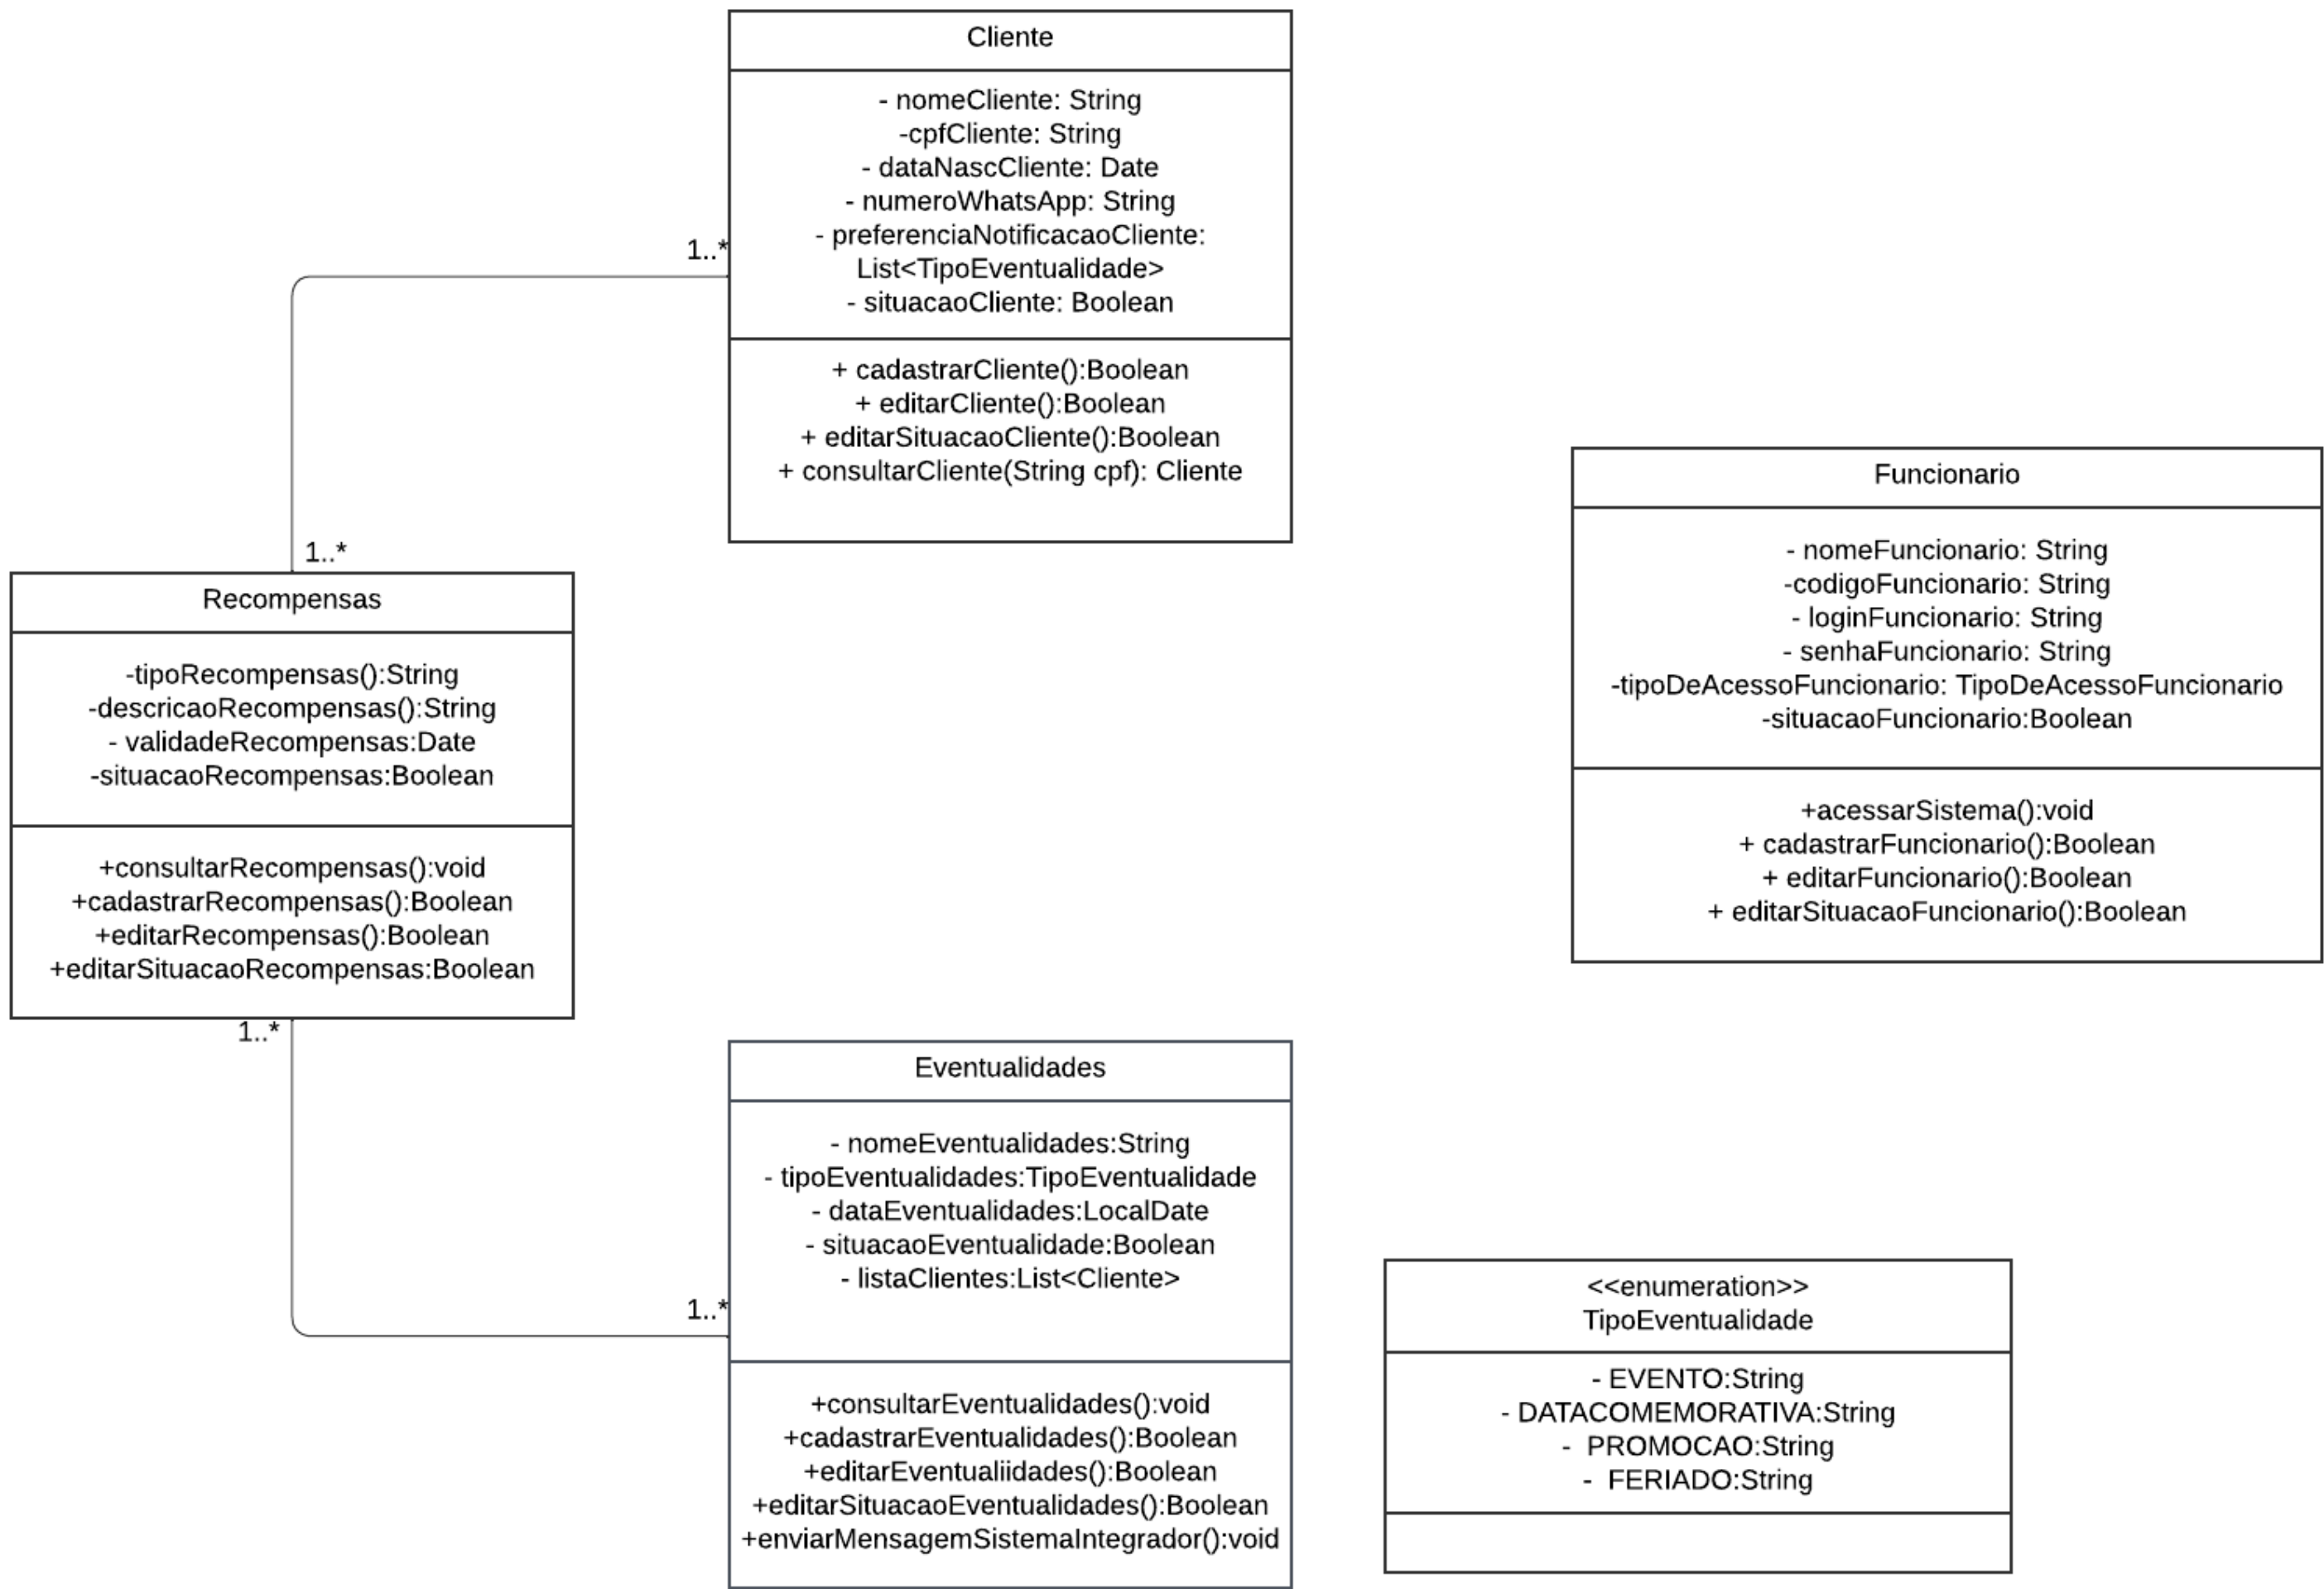 Cliente
- nomeCliente: String
-cpfCliente: String
- dataNascCliente: Date
- numeroWhatsApp: String
- preferenciaNotificacaoCliente:
List<TipoEventualidade>
- situacaoCliente: Boolean
+ cadastrarCliente():Boolean
+ editarCliente():Boolean
+ editarSituacaoCliente():Boolean
+ consultarCliente(String cpf): Cliente
1..*
1..*
Recompensas
-tipoRecompensas():String
-descricaoRecompensas():String
- validadeRecompensas:Date
-situacaoRecompensas:Boolean
+consultarRecompensas():void
+cadastrarRecompensas():Boolean
+editarRecompensas():Boolean
+editarSituacaoRecompensas:Boolean
1..*
1..*
Funcionario
- nomeFuncionario: String
-codigoFuncionario: String
- loginFuncionario: String
- senhaFuncionario: String
-tipoDeAcessoFuncionario: TipoDeAcessoFuncionario
-situacaoFuncionario:Boolean
+acessarSistema():void
+ cadastrarFuncionario():Boolean
+ editarFuncionario():Boolean
+ editarSituacaoFuncionario():Boolean
Eventualidades
- nomeEventualidades:String
- tipoEventualidades:TipoEventualidade
- dataEventualidades:LocalDate
- situacaoEventualidade:Boolean
- listaClientes:List<Cliente>
+consultarEventualidades():void
+cadastrarEventualidades():Boolean
+editarEventualiidades():Boolean
+editarSituacaoEventualidades():Boolean
+enviarMensagemSistemaIntegrador():void
<<enumeration>>
TipoEventualidade
- EVENTO:String
- DATACOMEMORATIVA:String
- PROMOCAO:String
- FERIADO:String